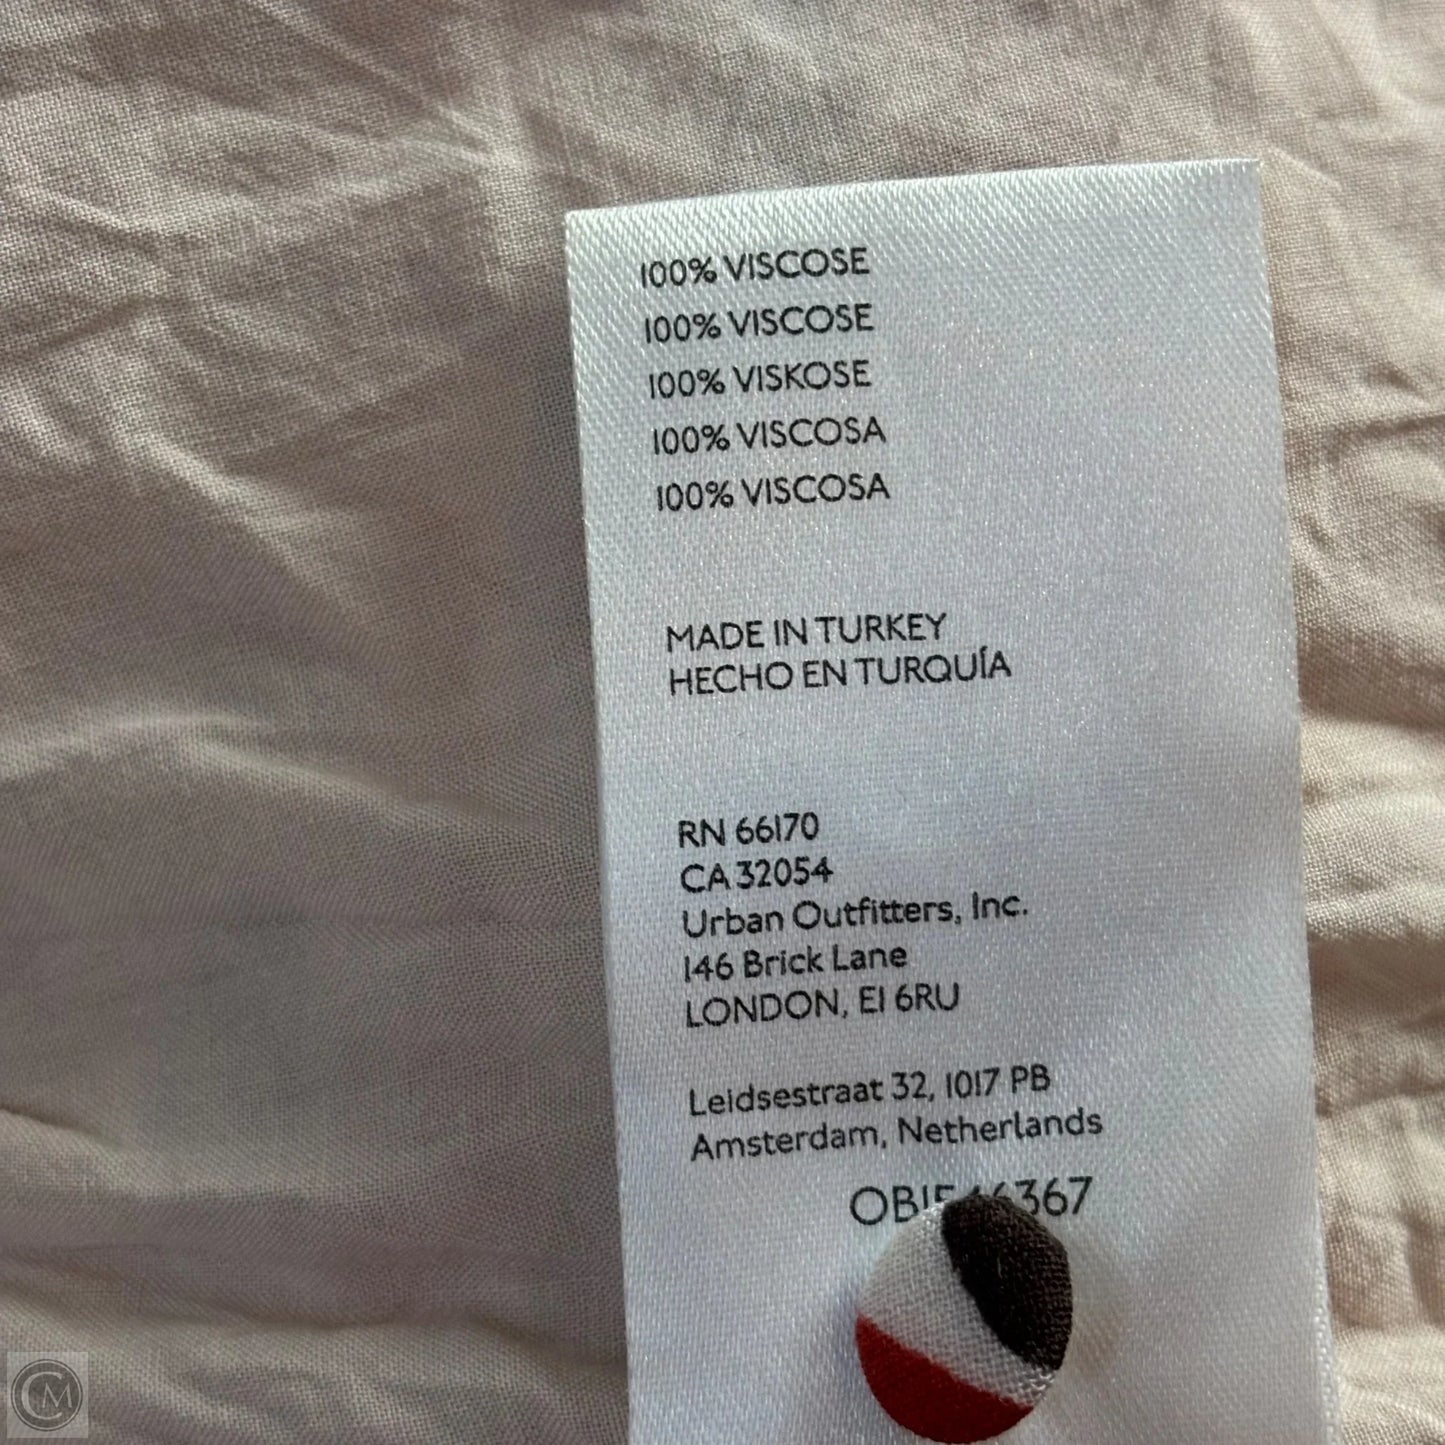 100% VISCOSE
100% VISCOSE
100% VISKOSE
100% VISCOSA
100% VISCOSA
MADE IN TURKEY
HECHO EN TURQUÍA
RN 66170
CA 32054
Urban Outfitters, Inc.
146 Brick Lane
LONDON, E1 6RU
Leidsestraat 32, 1017 PB
Amsterdam, Netherlands
CM